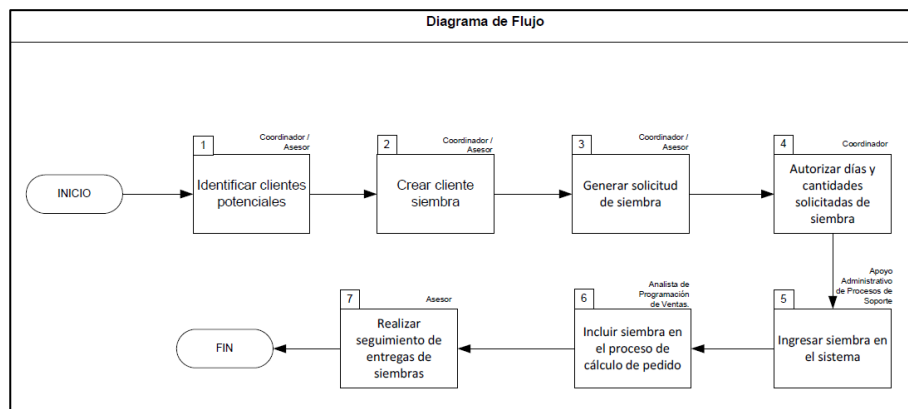 Diagrama de Flujo
INICIO
1
Coordinador /
Asesor
Identificar clientes
potenciales
2
Coordinador /
Asesor
Crear cliente
siembra
3
Coordinador /
Asesor
Generar solicitud
de siembra
4
Coordinador
Autorizar días y
cantidades
solicitadas de
siembra
5
Apoyo
Administrativo
de Procesos de
Soporte
Ingresar siembra en
el sistema
6
Analista de
Programación
de Ventas.
Incluir siembra en
el proceso de
cálculo de pedido
7
Asesor
Realizar
seguimiento de
entregas de
siembras
FIN